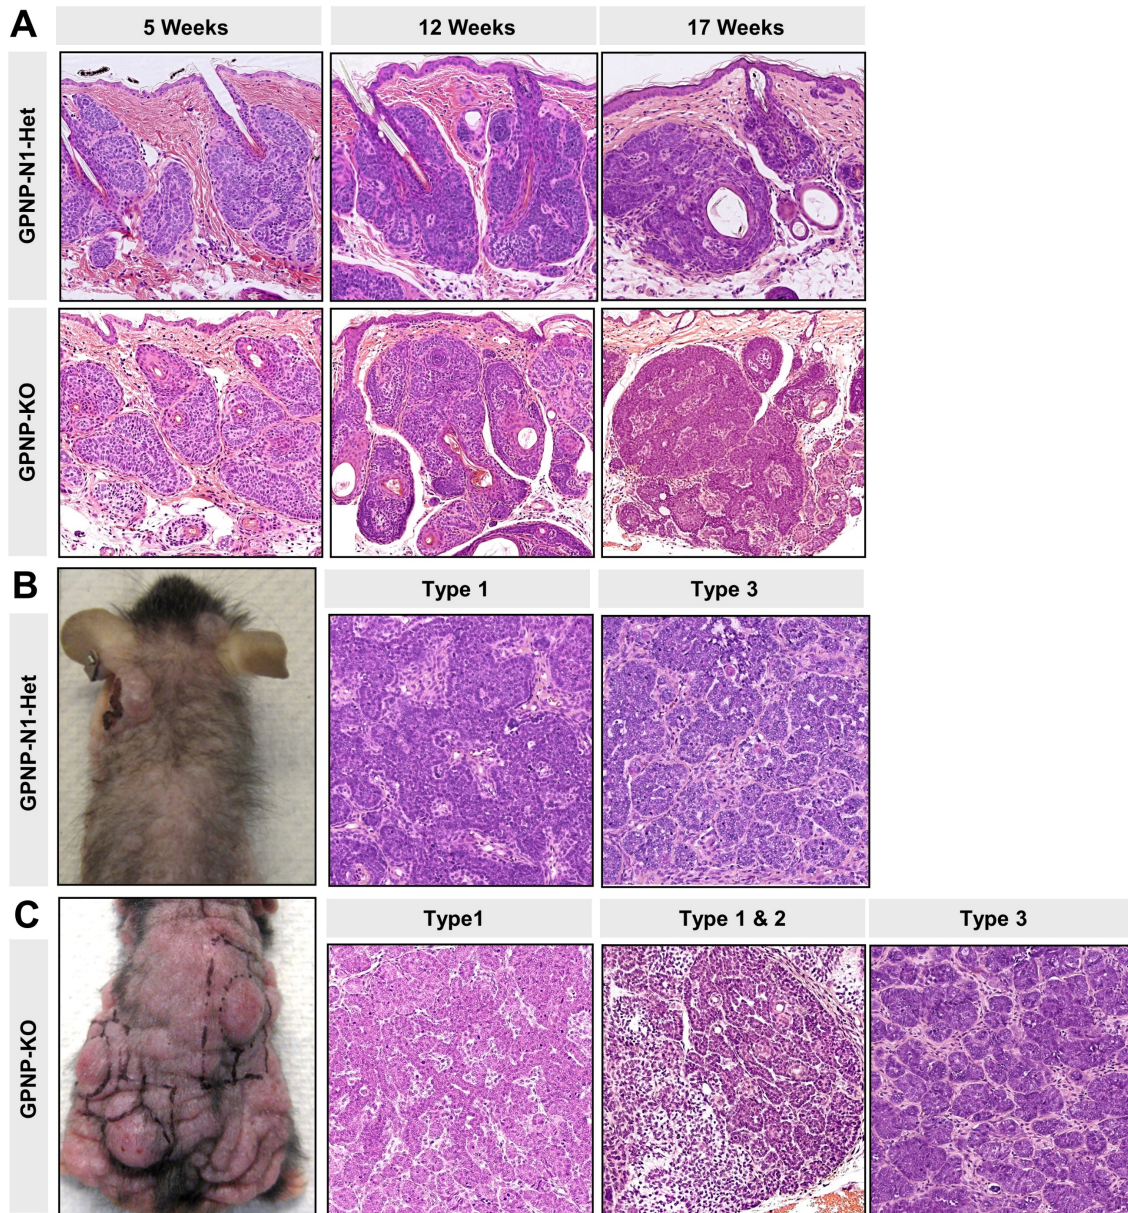 A
5 Weeks
12 Weeks
17 Weeks
GPNP-N1-Het
GPNP-KO
B
Type 1
Type 3
GPNP-N1-Het
C
Type1
Type 1 & 2
Type 3
GPNP-KO